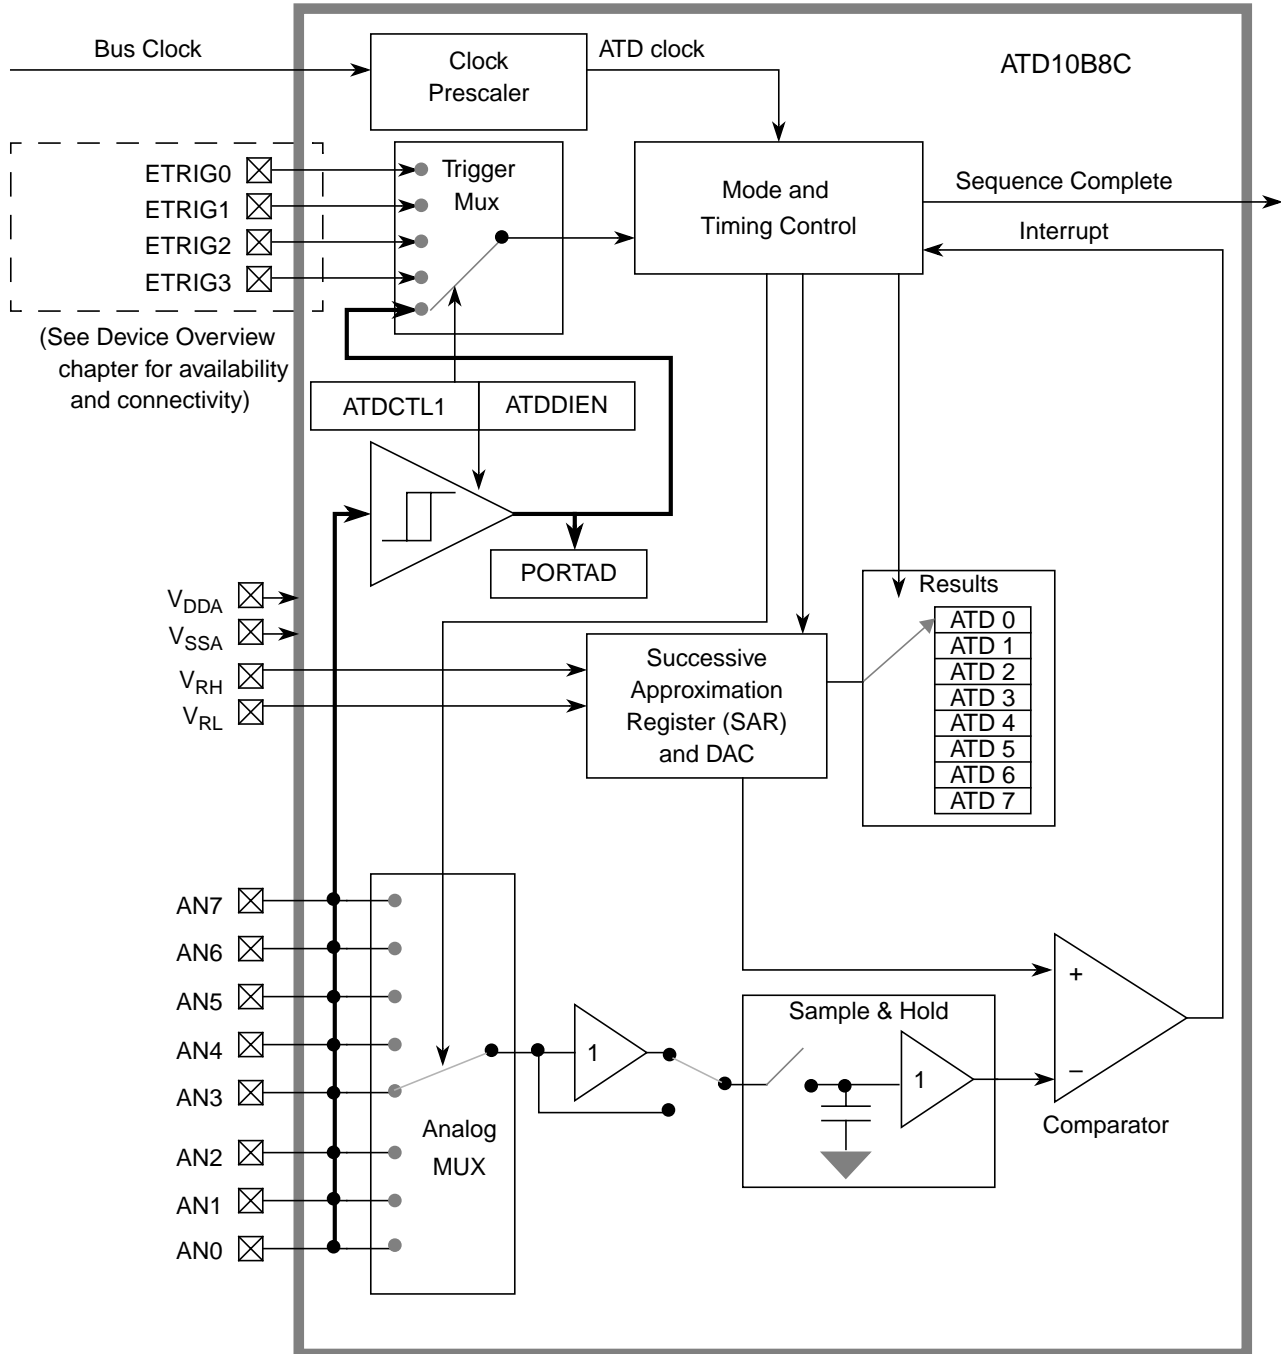 Bus Clock
Clock
Prescaler
ATD clock
ATD10B8C
ETRIG0
ETRIG1
ETRIG2
ETRIG3
(See Device Overview
chapter for availability
and connectivity)
Trigger
Mux
Mode and
Timing Control
Sequence Complete
Interrupt
ATDCTL1
ATDDIEN
PORTAD
VDDA
VSSA
VRH
VRL
Successive
Approximation
Register (SAR)
and DAC
Results
ATD 0
ATD 1
ATD 2
ATD 3
ATD 4
ATD 5
ATD 6
ATD 7
AN7
AN6
AN5
AN4
AN3
AN2
AN1
AN0
Analog
MUX
1
Sample & Hold
1
+
–
Comparator